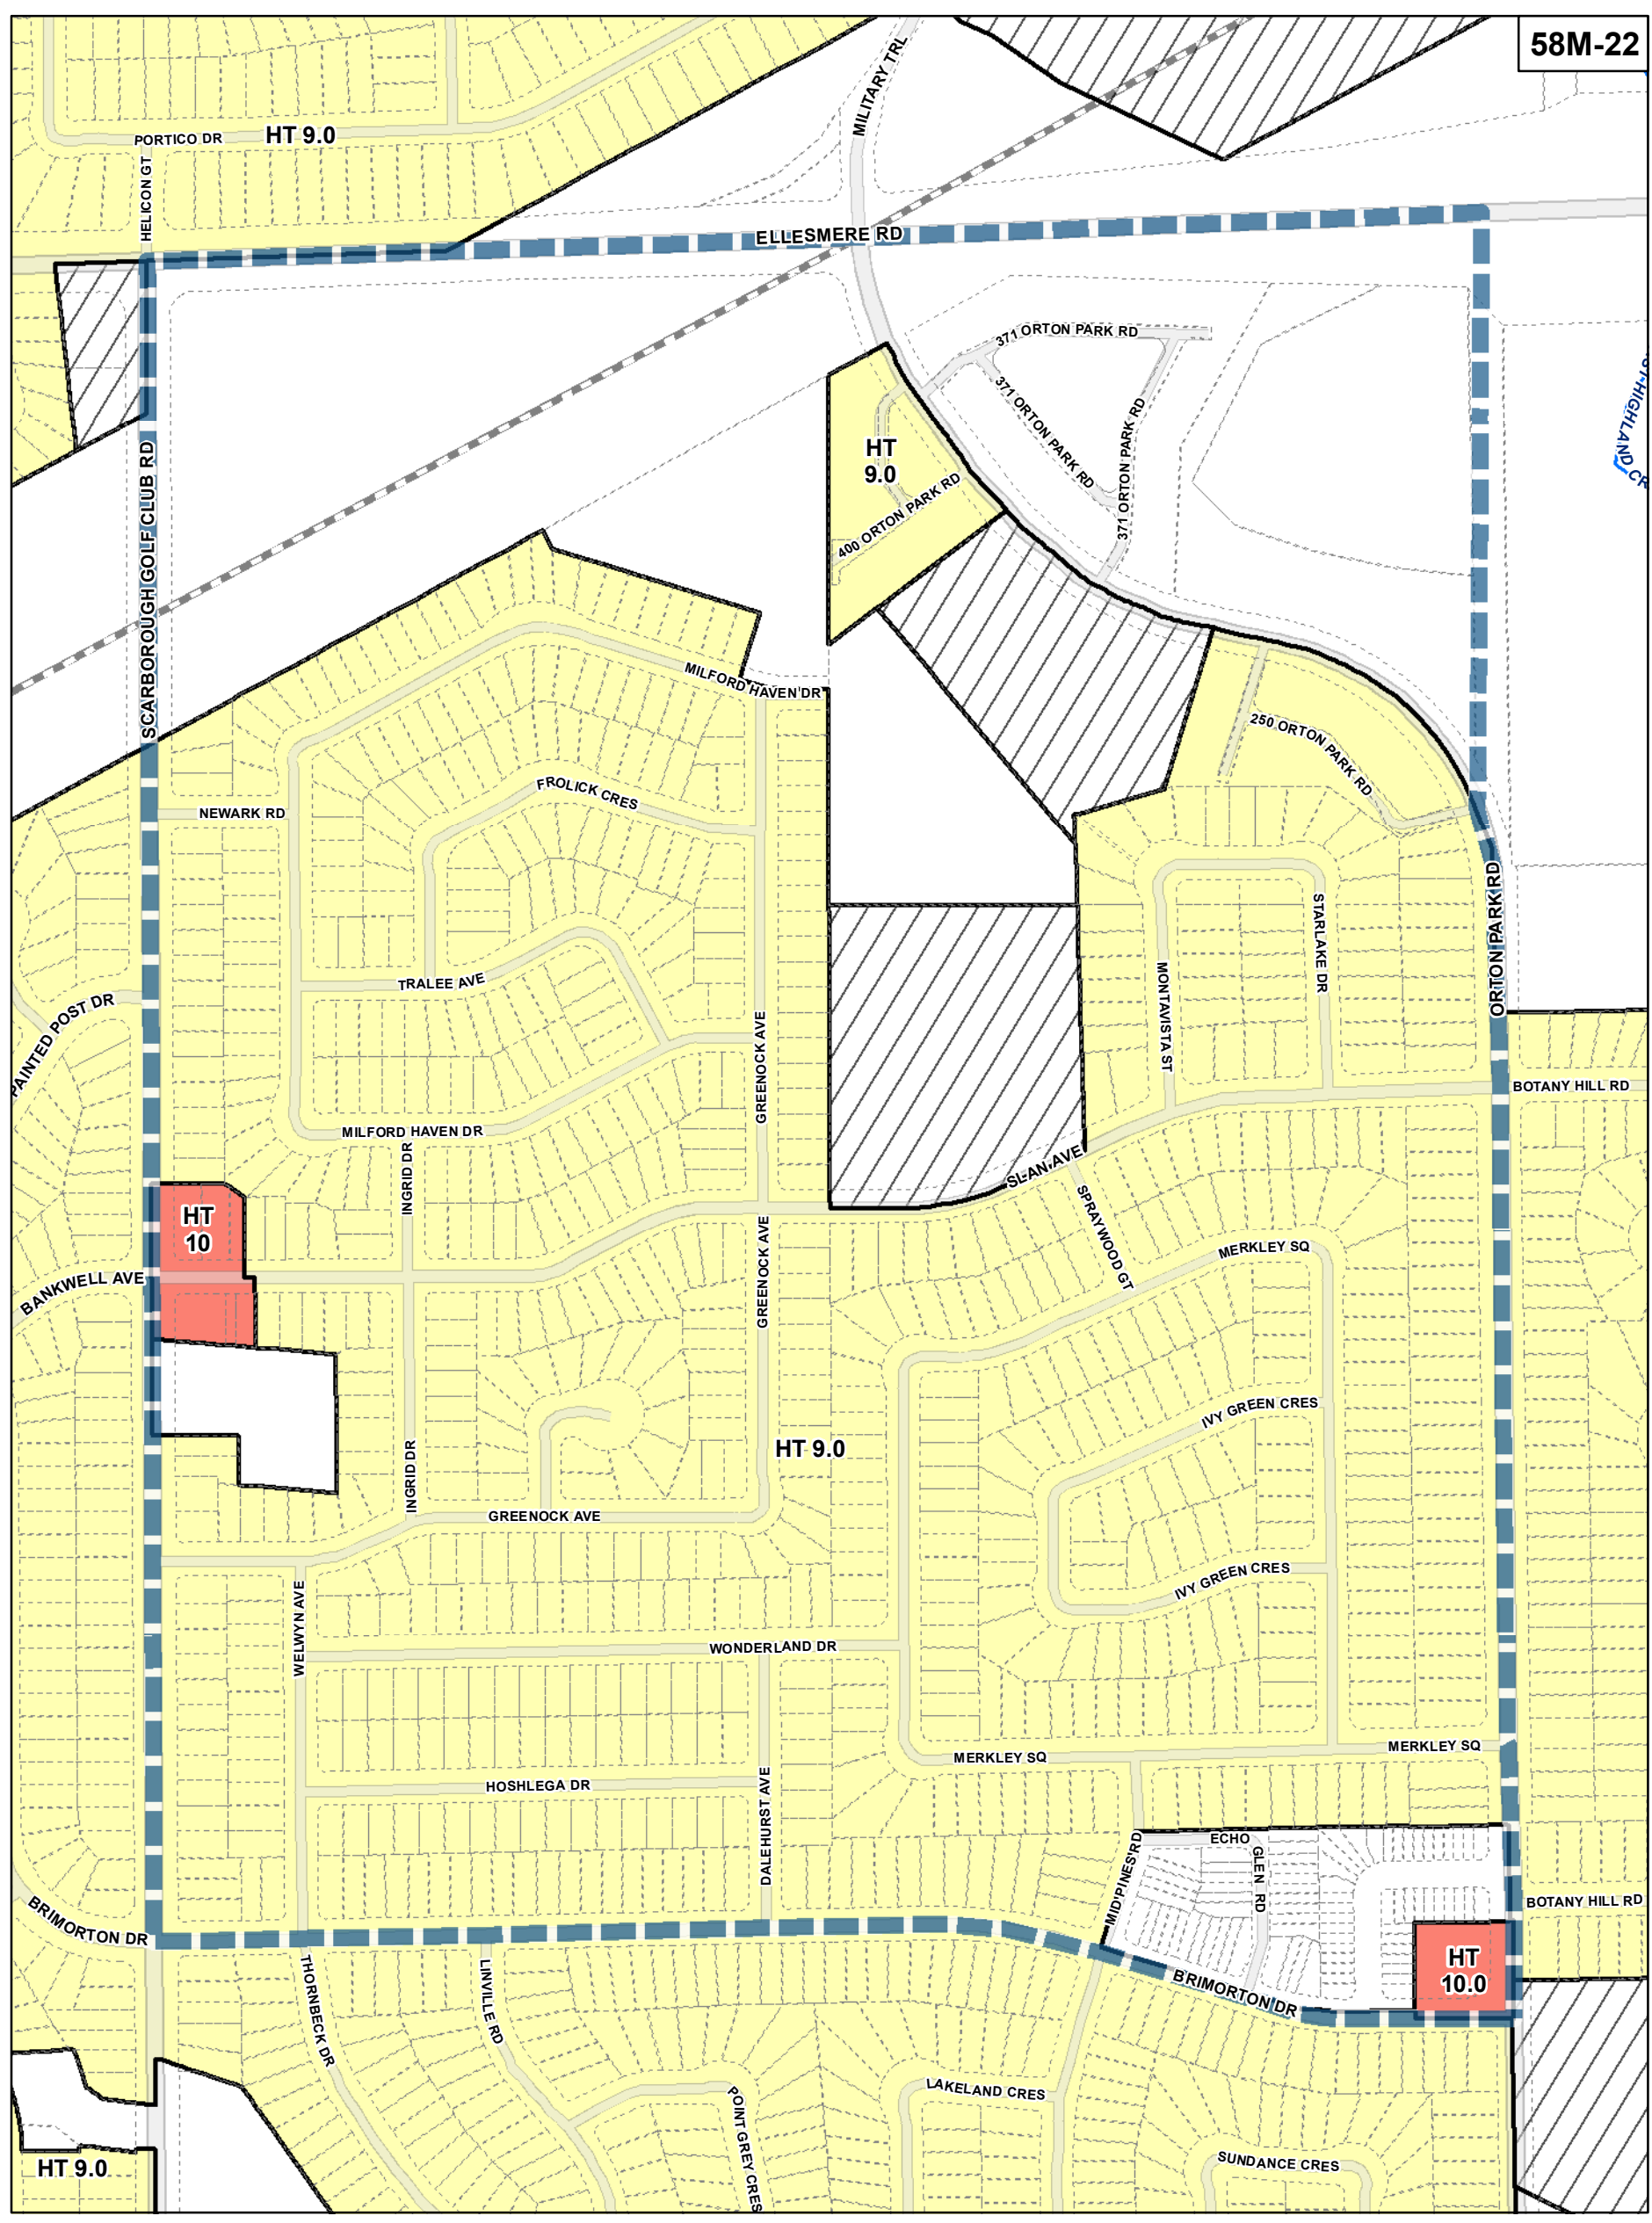 58M-22
MILITARY TRL
PORTICO DR
HT 9.0
HELICON GT
ELLESMERE RD
371 ORTON PARK RD
371 ORTON PARK RD
371 ORTON PARK RD
HT
9.0
400 ORTON PARK RD
SCARBOROUGH GOLF CLUB RD
MILFORD HAVEN DR
250 ORTON PARK RD
FROLICK CRES
NEWARK RD
ORTON PARK RD
STARLAKE DR
MONTAVISTA ST
TRALEE AVE
PAINTED POST DR
GREENOCK AVE
BOTANY HILL RD
MILFORD HAVEN DR
INGRID DR
SLAN AVE
SPRAYWOOD GT
HT
10
GREENOCK AVE
MERKLEY SQ
BANKWELL AVE
IVY GREEN CRES
HT 9.0
INGRID DR
GREENOCK AVE
IVY GREEN CRES
WELWYN AVE
WONDERLAND DR
MERKLEY SQ
MERKLEY SQ
HOSHLEGA DR
DALEHURST AVE
ECHO
GLEN RD
MIDPINES RD
BOTANY HILL RD
BRIMORTON DR
HT
10.0
BRIMORTON DR
THORNBECK DR
LINVILLE RD
LAKELAND CRES
POINT GREY CRES
SUNDANCE CRES
HT 9.0